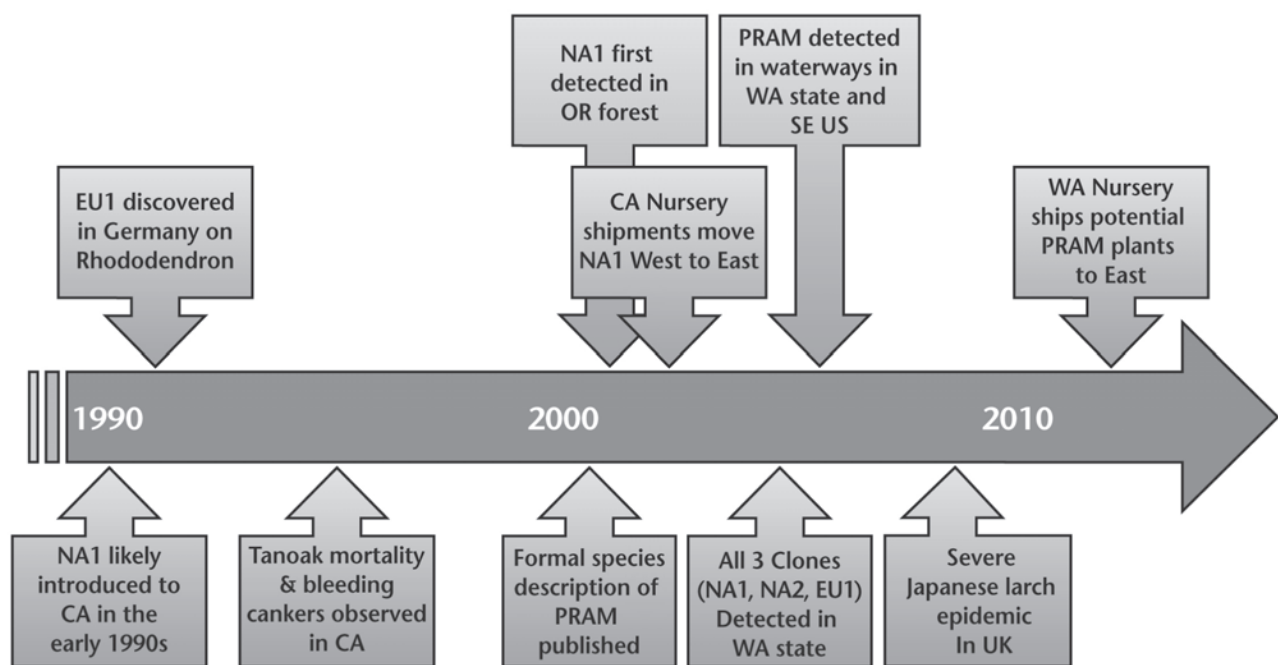 NA1 first
detected in
OR forest
PRAM detected
in waterways in
WA state and
SE US
EU1 discovered
in Germany on
Rhododendron
CA Nursery
shipments move
NA1 West to East
WA Nursery
ships potential
PRAM plants
to East
1990
2000
2010
NA1 likely
introduced to
CA in the
early 1990s
Tanoak mortality
& bleeding
cankers observed
in CA
Formal species
description of
PRAM
published
All 3 Clones
(NA1, NA2, EU1)
Detected in
WA state
Severe
Japanese larch
epidemic
In UK